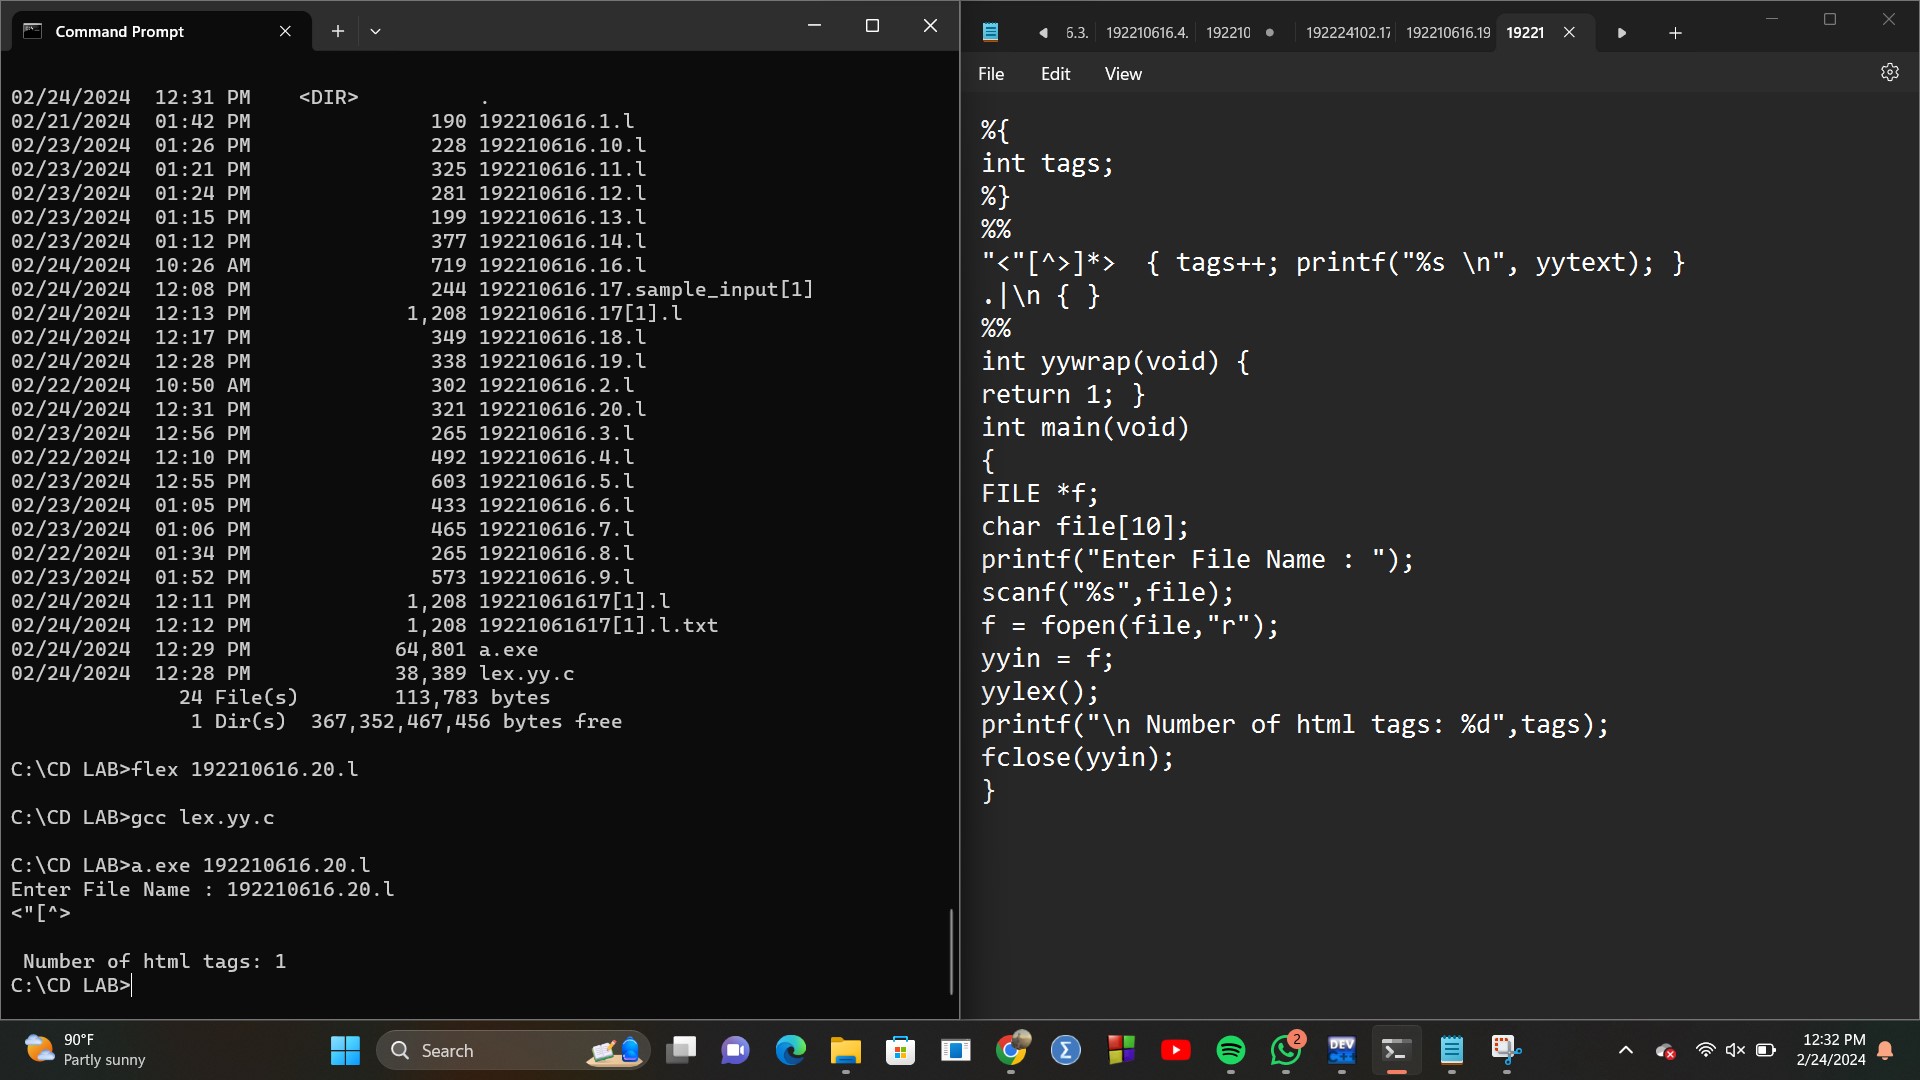 Command Prompt
02/24/2024  12:31 PM    <DIR>          .
02/21/2024  01:42 PM               190 192210616.1.l
02/23/2024  01:26 PM               228 192210616.10.l
02/23/2024  01:21 PM               325 192210616.11.l
02/23/2024  01:24 PM               281 192210616.12.l
02/23/2024  01:15 PM               199 192210616.13.l
02/23/2024  01:12 PM               377 192210616.14.l
02/24/2024  10:26 AM               719 192210616.16.l
02/24/2024  12:08 PM               244 192210616.17.sample_input[1]
02/24/2024  12:13 PM             1,208 192210616.17[1].l
02/24/2024  12:17 PM               349 192210616.18.l
02/24/2024  12:28 PM               338 192210616.19.l
02/22/2024  10:50 AM               302 192210616.2.l
02/24/2024  12:31 PM               321 192210616.20.l
02/23/2024  12:56 PM               265 192210616.3.l
02/22/2024  12:10 PM               492 192210616.4.l
02/23/2024  12:55 PM               603 192210616.5.l
02/23/2024  01:05 PM               433 192210616.6.l
02/23/2024  01:06 PM               465 192210616.7.l
02/22/2024  01:34 PM               265 192210616.8.l
02/23/2024  01:52 PM               573 192210616.9.l
02/24/2024  12:11 PM             1,208 19221061617[1].l
02/24/2024  12:12 PM             1,208 19221061617[1].l.txt
02/24/2024  12:29 PM            64,801 a.exe
02/24/2024  12:28 PM            38,389 lex.yy.c
              24 File(s)        113,783 bytes
               1 Dir(s)  367,352,467,456 bytes free
C:\CD LAB>flex 192210616.20.l
C:\CD LAB>gcc lex.yy.c
C:\CD LAB>a.exe 192210616.20.l
Enter File Name : 192210616.20.l
<"[^>
 Number of html tags: 1
C:\CD LAB>
6.3. 192210616.4. 192210 192224102.17 192210616.19 19221
File Edit View
%{
int tags;
%}
%%
"<"[^>]*>  { tags++; printf("%s \n", yytext); }
.|\n { }
%%
int yywrap(void) {
return 1; }
int main(void)
{
FILE *f;
char file[10];
printf("Enter File Name : ");
scanf("%s",file);
f = fopen(file,"r");
yyin = f;
yylex();
printf("\n Number of html tags: %d",tags);
fclose(yyin);
}
90°F
Partly sunny
Search
2
DEV
12:32 PM
2/24/2024